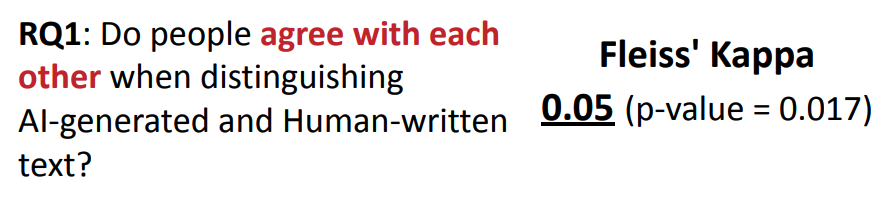 RQ1: Do people agree with each
other when distinguishing
AI-generated and Human-written
text?
Fleiss' Kappa
0.05 (p-value = 0.017)